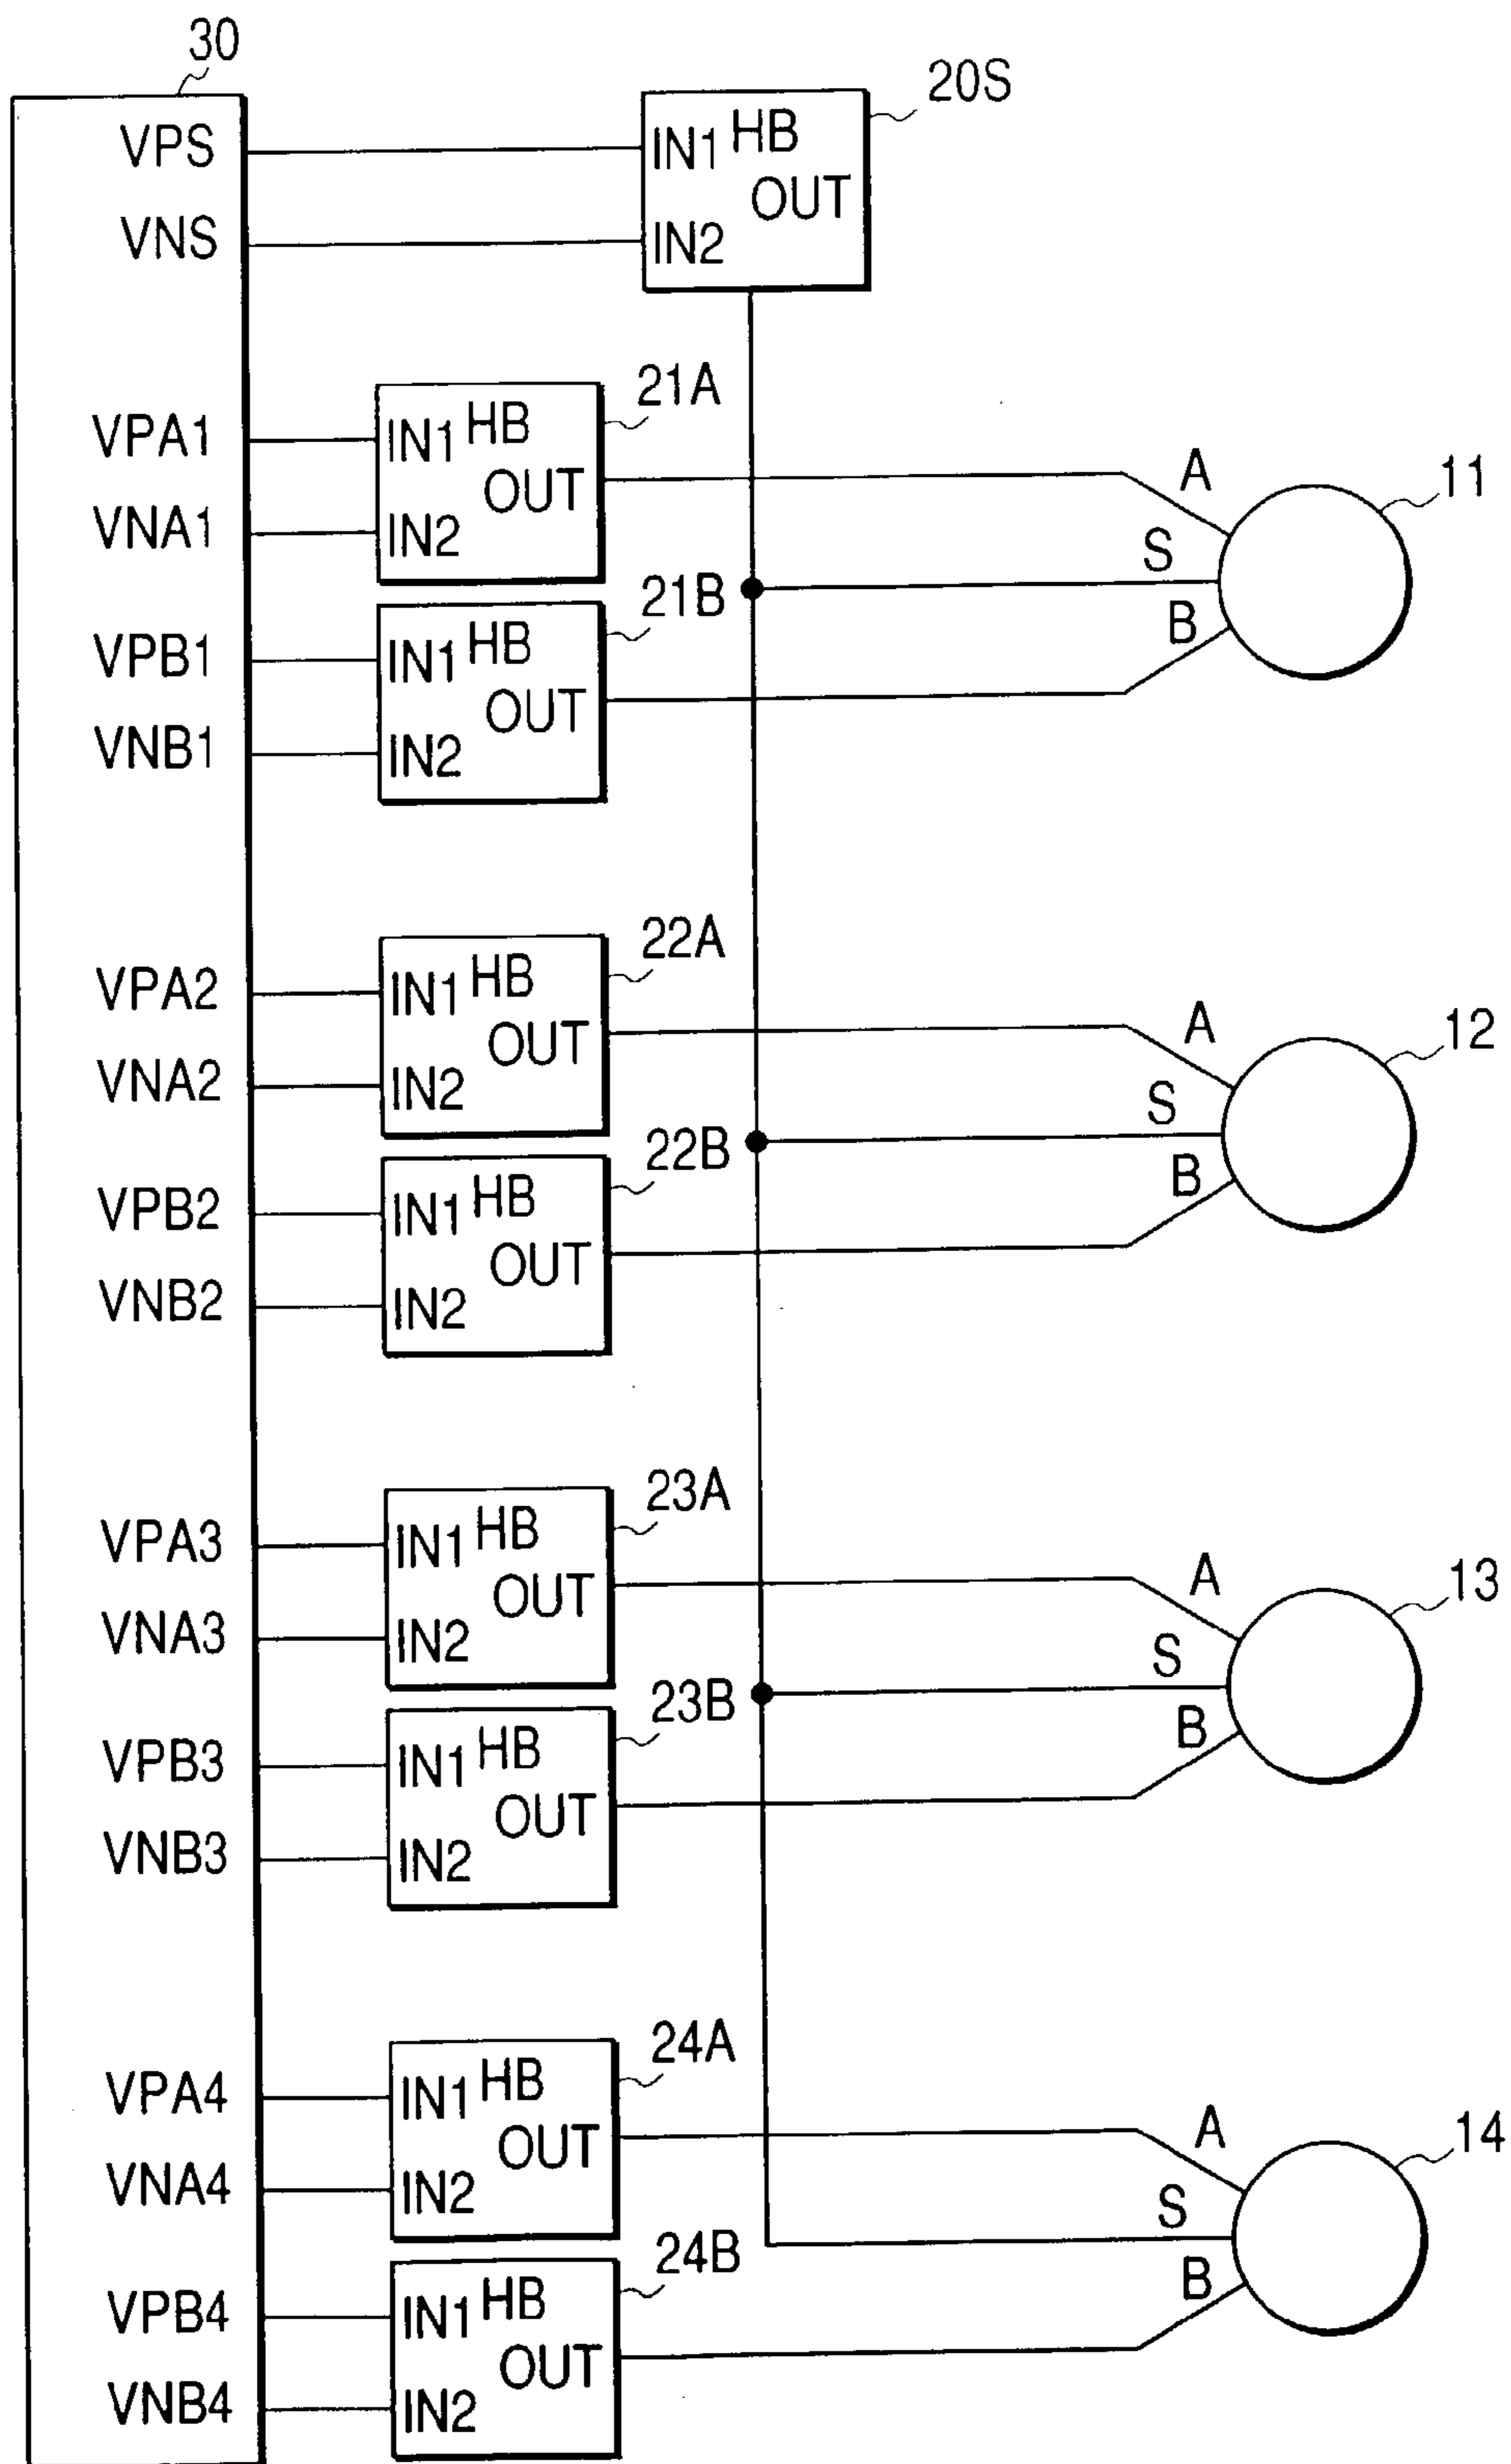 30
20S
VPS
IN1 HB
OUT
VNS
IN2
21A
VPA1
IN1 HB
OUT
A
11
VNA1
IN2
S
21B
B
VPB1
IN1 HB
OUT
VNB1
IN2
22A
VPA2
IN1 HB
OUT
A
12
VNA2
IN2
S
22B
B
VPB2
IN1 HB
OUT
VNB2
IN2
23A
VPA3
IN1 HB
OUT
A
13
VNA3
IN2
S
23B
B
VPB3
IN1 HB
OUT
VNB3
IN2
24A
VPA4
IN1 HB
OUT
A
14
VNA4
IN2
S
24B
B
VPB4
IN1 HB
OUT
VNB4
IN2